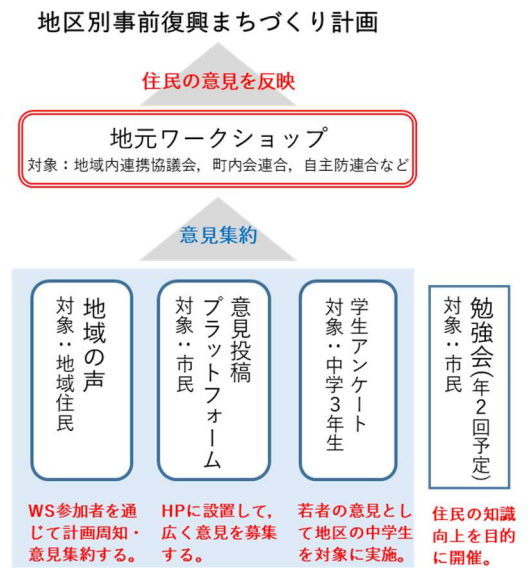 地区別事前復興まちづくり計画
住民の意見を反映
地元ワークショップ
対象：地域内連携協議会，町内会連合，自主防連合など
意見集約
地域の声
対象：地域住民
意見投稿
プラットフォーム
対象：市民
学生アンケート
対象：中学３年生
勉強会(年２回予定)
対象：市民
WS参加者を通
じて計画周知・
意見集約する。
HPに設置して，
広く意見を募集
する。
若者の意見とし
て地区の中学生
を対象に実施。
住民の知識
向上を目的
に開催。